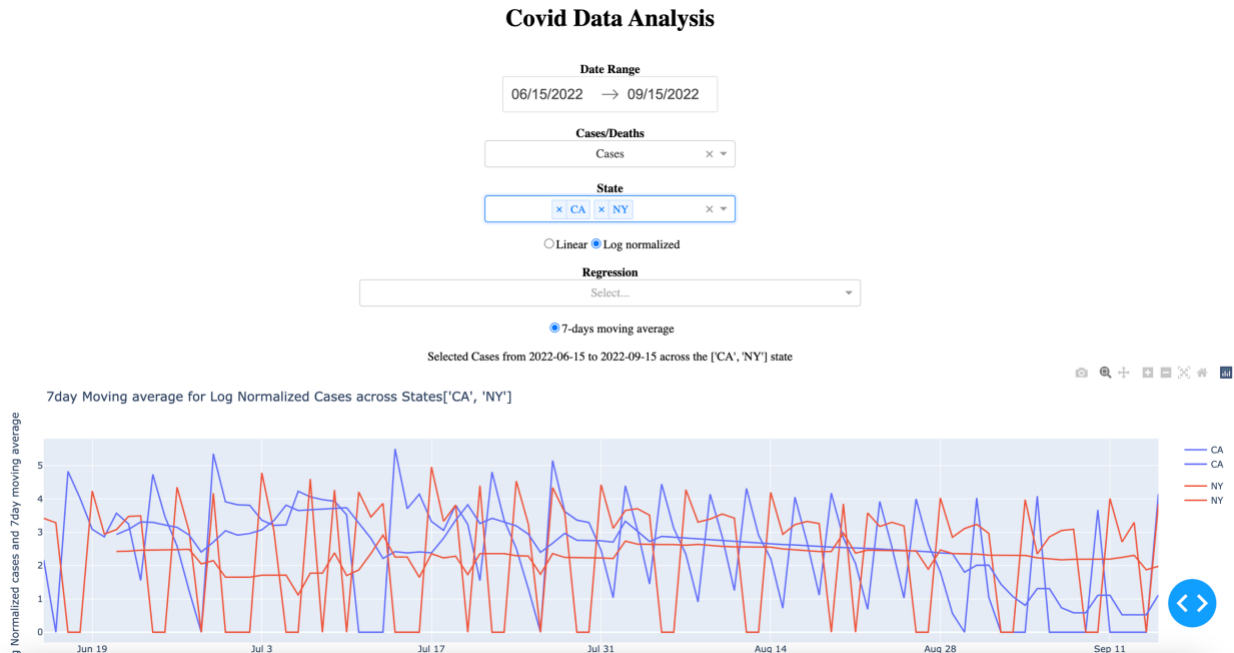 Covid Data Analysis
Date Range
06/15/2022 → 09/15/2022
Cases/Deaths
Cases × 
State
× CA × NY ×
Linear Log normalized
Regression
Select...
7-days moving average
Selected Cases from 2022-06-15 to 2022-09-15 across the ['CA', 'NY'] state
7day Moving average for Log Normalized Cases across States['CA', 'NY']
Normalized cases and 7day moving average
5
4
3
2
1
0
Jun 19 Jul 3 Jul 17 Jul 31 Aug 14 Aug 28 Sep 11
CA
CA
NY
NY